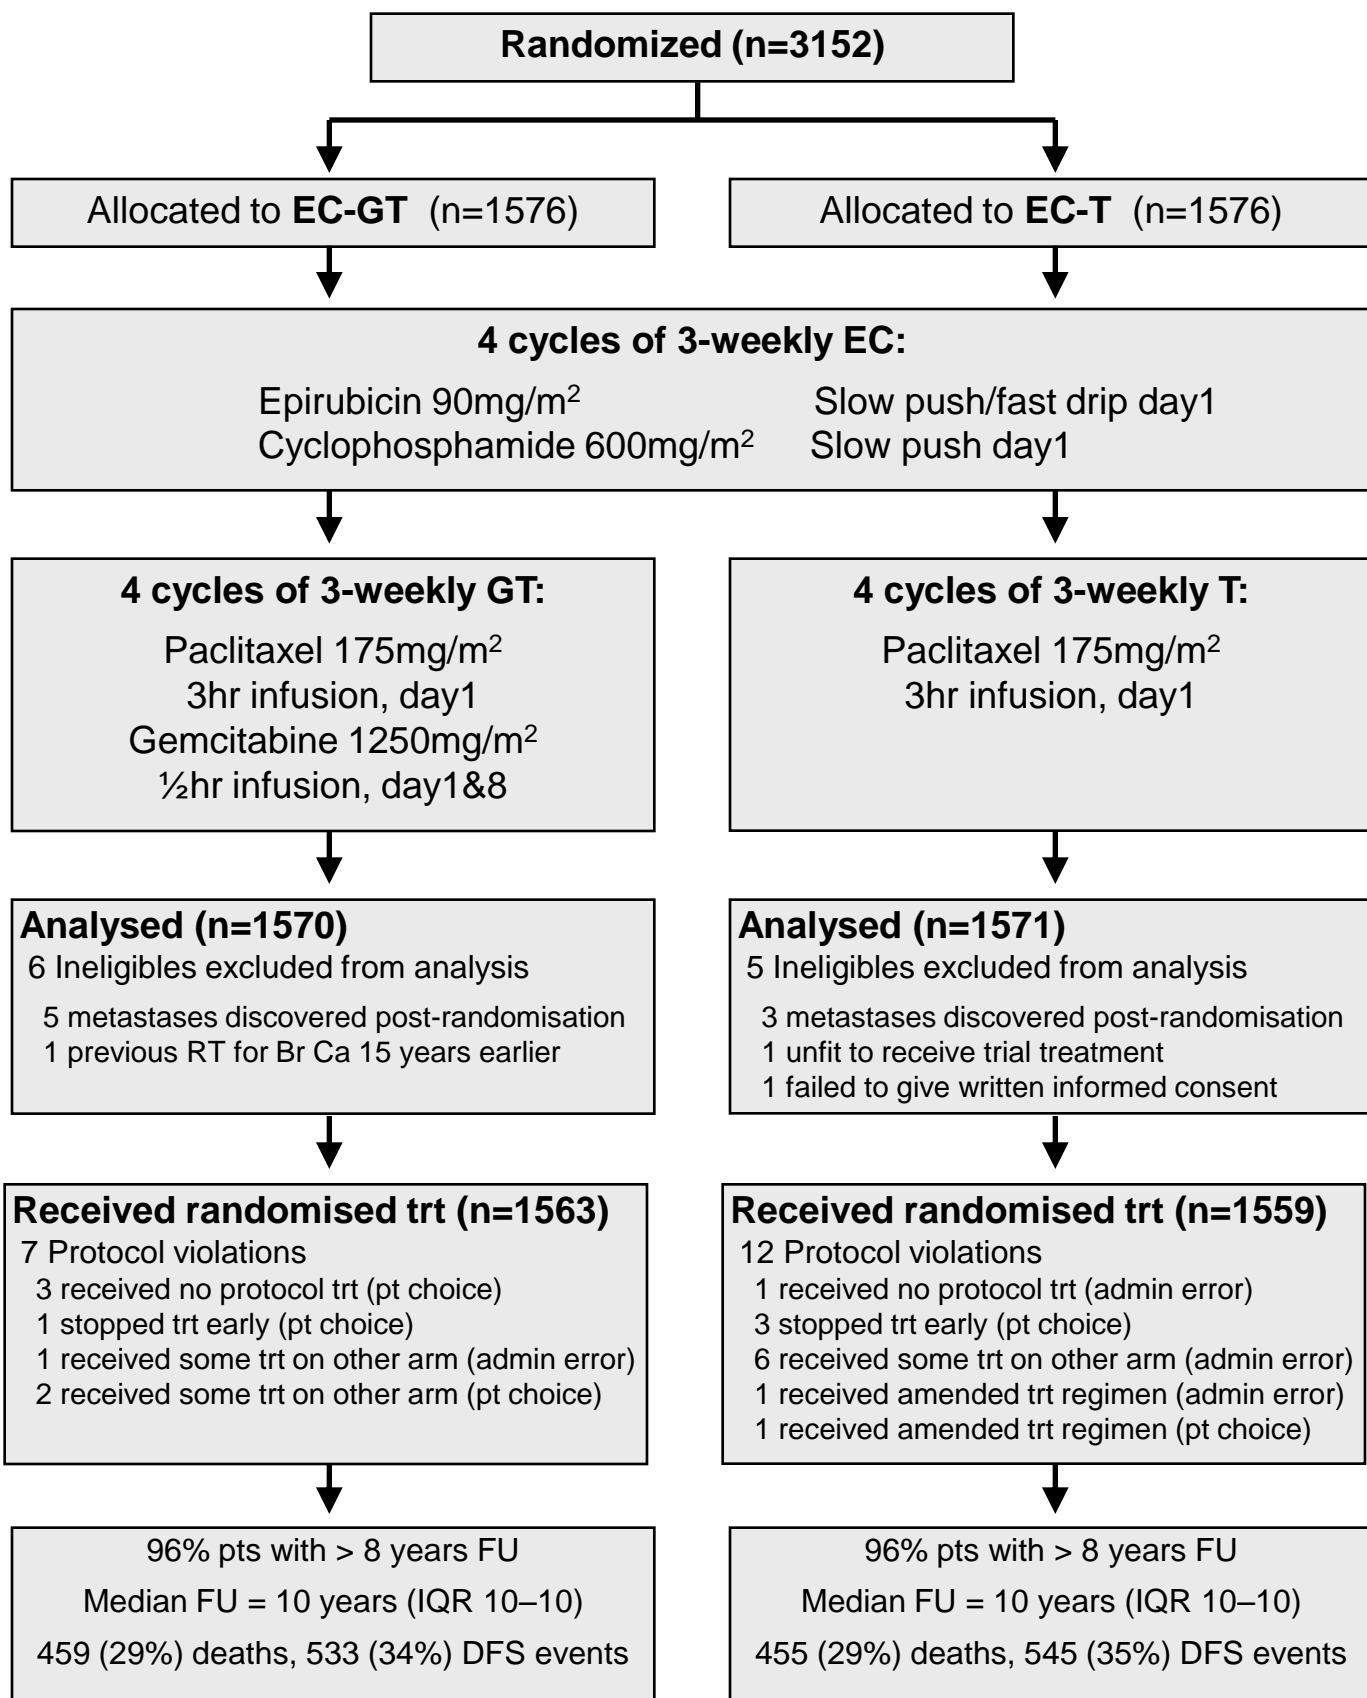 Randomized (n=3152)
Allocated to EC-GT (n=1576)
Allocated to EC-T (n=1576)
4 cycles of 3-weekly EC:
Epirubicin 90mg/m² Slow push/fast drip day1
Cyclophosphamide 600mg/m² Slow push day1
4 cycles of 3-weekly GT:
Paclitaxel 175mg/m²
3hr infusion, day1
Gemcitabine 1250mg/m²
½hr infusion, day1&8
4 cycles of 3-weekly T:
Paclitaxel 175mg/m²
3hr infusion, day1
Analysed (n=1570)
6 Ineligibles excluded from analysis
5 metastases discovered post-randomisation
1 previous RT for Br Ca 15 years earlier
Analysed (n=1571)
5 Ineligibles excluded from analysis
3 metastases discovered post-randomisation
1 unfit to receive trial treatment
1 failed to give written informed consent
Received randomised trt (n=1563)
7 Protocol violations
3 received no protocol trt (pt choice)
1 stopped trt early (pt choice)
1 received some trt on other arm (admin error)
2 received some trt on other arm (pt choice)
Received randomised trt (n=1559)
12 Protocol violations
1 received no protocol trt (admin error)
3 stopped trt early (pt choice)
6 received some trt on other arm (admin error)
1 received amended trt regimen (admin error)
1 received amended trt regimen (pt choice)
96% pts with > 8 years FU
Median FU = 10 years (IQR 10–10)
459 (29%) deaths, 533 (34%) DFS events
96% pts with > 8 years FU
Median FU = 10 years (IQR 10–10)
455 (29%) deaths, 545 (35%) DFS events